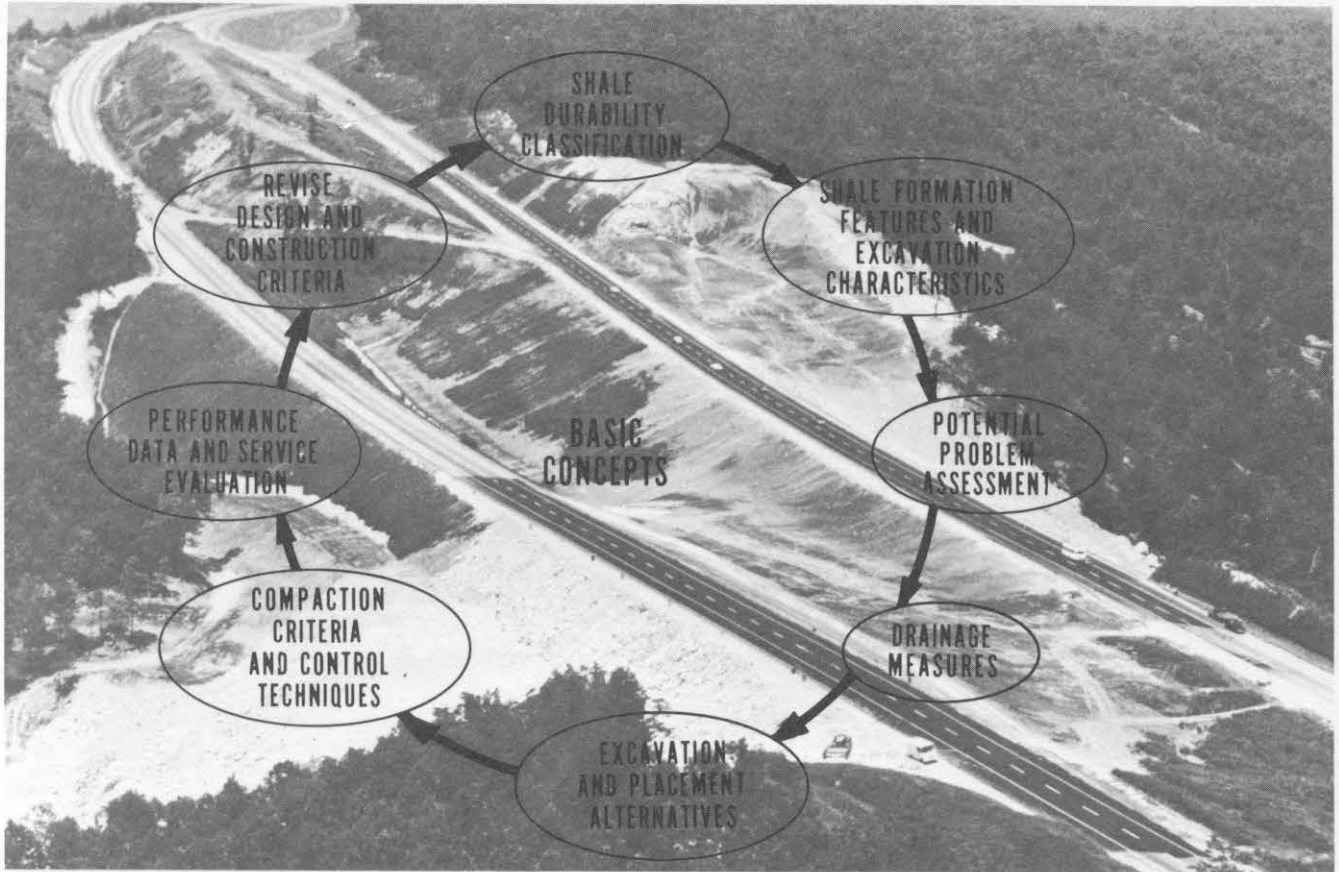 SHALE
DURABILITY
CLASSIFICATION
SHALE FORMATION
FEATURES AND
EXCAVATION
CHARACTERISTICS
POTENTIAL
PROBLEM
ASSESSMENT
DRAINAGE
MEASURES
EXCAVATION
AND PLACEMENT
ALTERNATIVES
COMPACTION
CRITERIA
AND CONTROL
TECHNIQUES
PERFORMANCE
DATA AND SERVICE
EVALUATION
REVISE
DESIGN AND
CONSTRUCTION
CRITERIA
BASIC
CONCEPTS